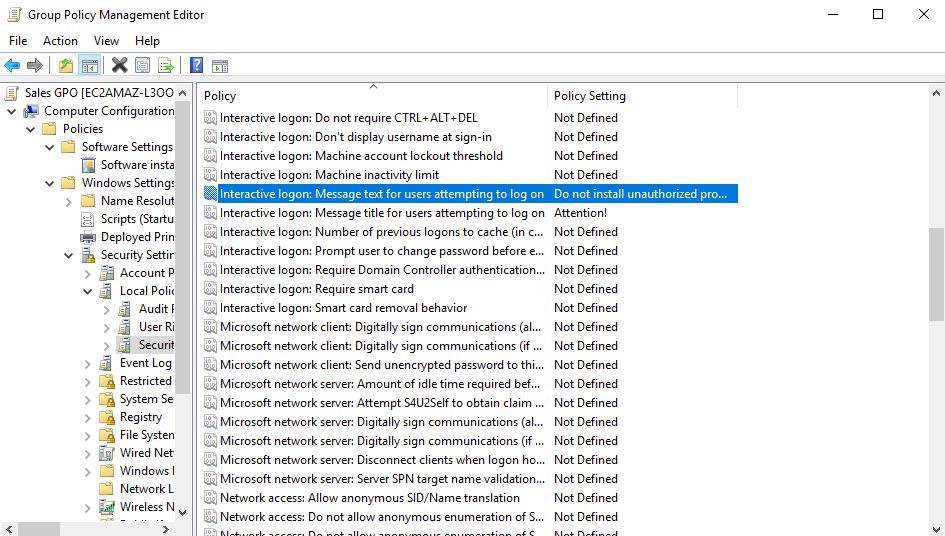 Group Policy Management Editor
File Action View Help
Sales GPO [EC2AMAZ-L3OO
Computer Configuration
Policies
Software Settings
Software insta
Windows Settings
Name Resolut
Scripts (Startu
Deployed Prin
Security Settin
Account P
Local Polic
Audit P
User Ri
Securit
Event Log
Restricted
System Se
Registry
File System
Wired Net
Windows
Network L
Wireless N
Policy Policy Setting
Interactive logon: Do not require CTRL+ALT+DEL Not Defined
Interactive logon: Don't display username at sign-in Not Defined
Interactive logon: Machine account lockout threshold Not Defined
Interactive logon: Machine inactivity limit Not Defined
Interactive logon: Message text for users attempting to log on Do not install unauthorized pro...
Interactive logon: Message title for users attempting to log on Attention!
Interactive logon: Number of previous logons to cache (in c... Not Defined
Interactive logon: Prompt user to change password before e... Not Defined
Interactive logon: Require Domain Controller authentication... Not Defined
Interactive logon: Require smart card Not Defined
Interactive logon: Smart card removal behavior Not Defined
Microsoft network client: Digitally sign communications (al... Not Defined
Microsoft network client: Digitally sign communications (if ... Not Defined
Microsoft network client: Send unencrypted password to thi... Not Defined
Microsoft network server: Amount of idle time required bef... Not Defined
Microsoft network server: Attempt S4U2Self to obtain claim ... Not Defined
Microsoft network server: Digitally sign communications (al... Not Defined
Microsoft network server: Digitally sign communications (if ... Not Defined
Microsoft network server: Disconnect clients when logon ho... Not Defined
Microsoft network server: Server SPN target name validation... Not Defined
Network access: Allow anonymous SID/Name translation Not Defined
Network access: Do not allow anonymous enumeration of S... Not Defined
Network access: Do not allow anonymous enumeration of S... Not Defined